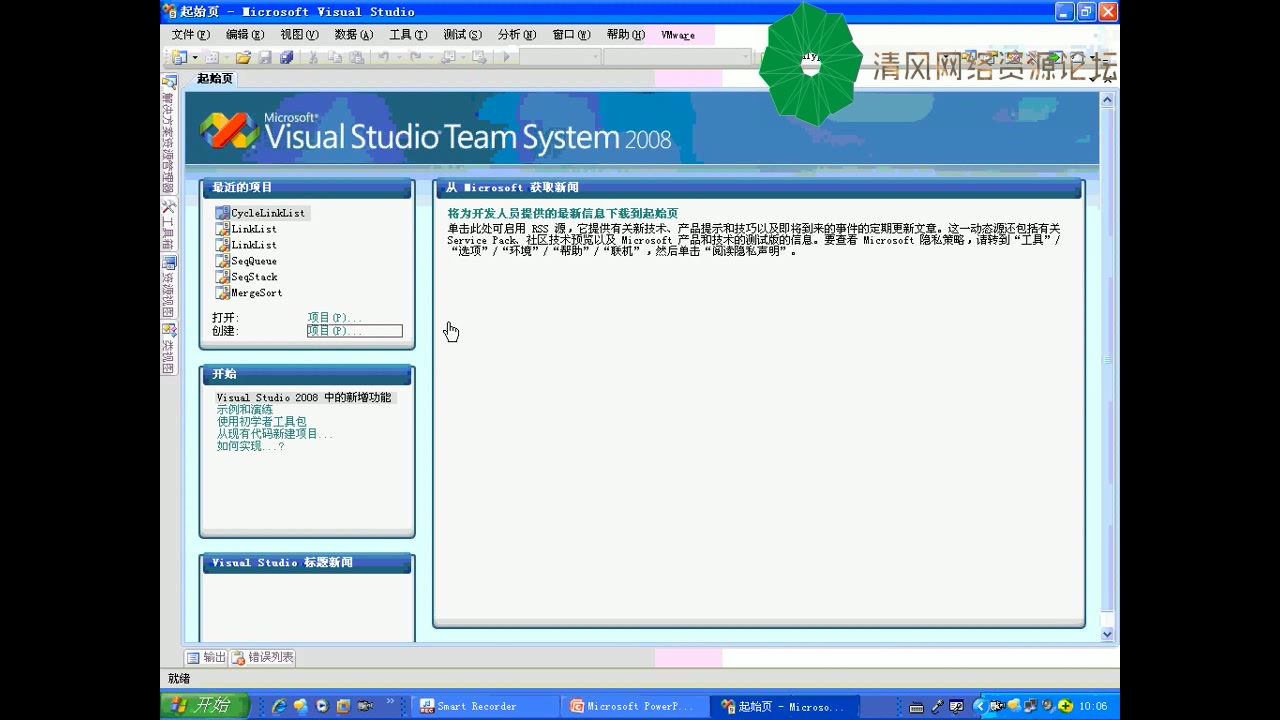 起始页 - Microsoft Visual Studio
文件(F) 编辑(E) 视图(V) 数据(A) 工具(T) 测试(S) 分析(N) 窗口(W) 帮助(H) VMware
清风网络资源论坛
起始页
解决方案资源管理器
工具箱
资源视图
类视图
Microsoft®
Visual Studio Team System 2008
最近的项目
CycleLinkList
LinkList
LinkList
SeqQueue
SeqStack
MergeSort
打开: 项目(P)...
创建: 项目(P)...
开始
Visual Studio 2008 中的新增功能
示例和演练
使用初学者工具包
从现有代码新建项目...
如何实现...?
Visual Studio 标题新闻
从 Microsoft 获取新闻
将为开发人员提供的最新信息下载到起始页
单击此处可启用 RSS 源，它提供有关新技术、产品提示和技巧以及即将到来的事件的定期更新文章。这一动态源还包括有关
Service Pack、社区技术预览以及 Microsoft 产品和技术的测试版的信息。要查看 Microsoft 隐私策略，请转到“工具”/
“选项”/“环境”/“帮助”/“联机”，然后单击“阅读隐私声明”。
输出 错误列表
就绪
开始 Smart Recorder Microsoft PowerP... 起始页 - Microso... 10:06